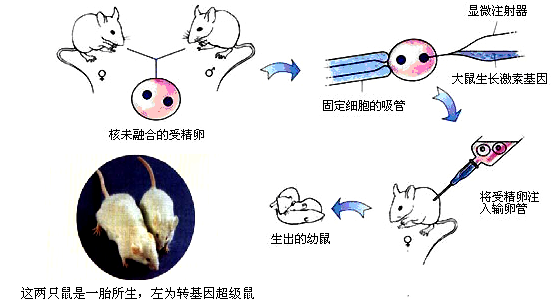 显微注射器
大鼠生长激素基因
固定细胞的吸管
♀
♂
核未融合的受精卵
将受精卵注
入输卵管
♀
生出的幼鼠
这两只鼠是一胎所生，左为转基因超级鼠